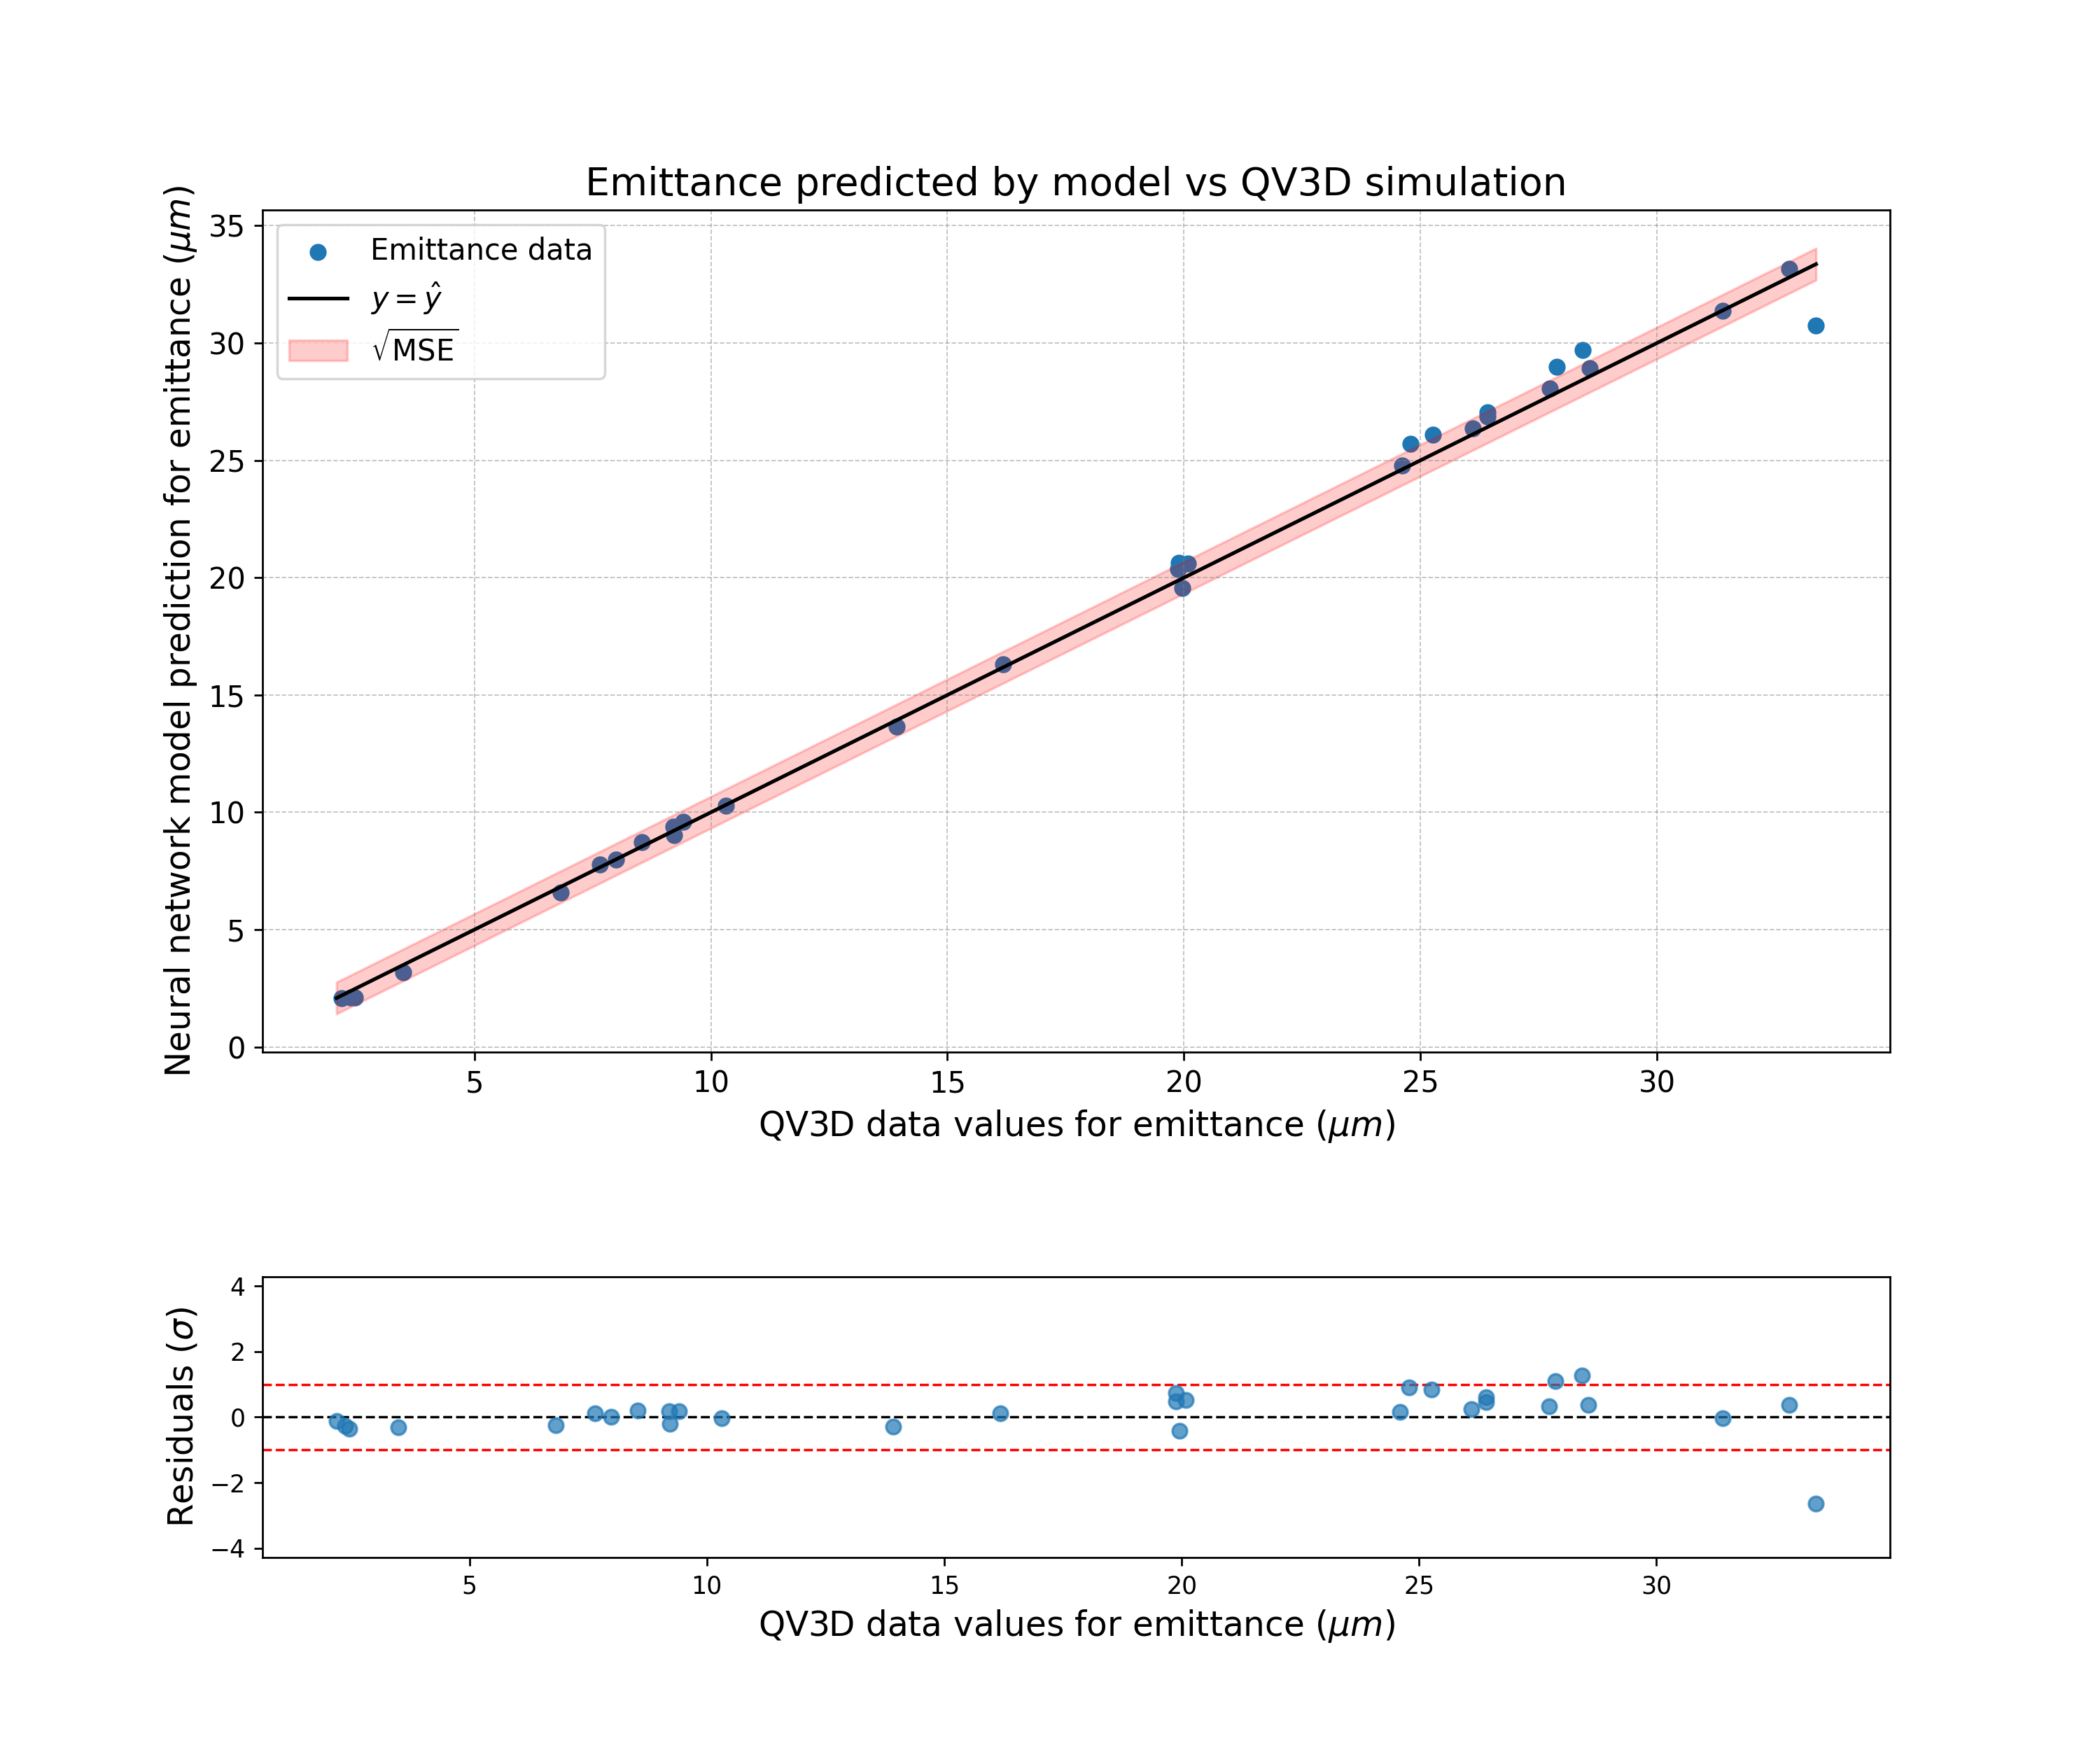 Emittance predicted by model vs QV3D simulation
Neural network model prediction for emittance (μm)
35
30
25
20
15
10
5
0
Emittance data
y = ŷ
√MSE
5 10 15 20 25 30
QV3D data values for emittance (μm)
Residuals (σ)
4
2
0
−2
−4
5 10 15 20 25 30
QV3D data values for emittance (μm)